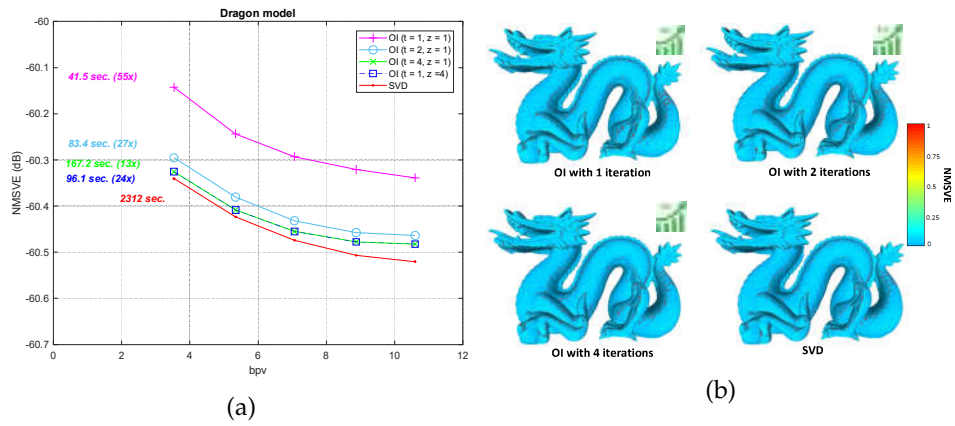 Dragon model
-60
-60.1
-60.2
-60.3
-60.4
-60.5
-60.6
-60.7
NMSVE (dB)
0
2
4
6
8
10
12
bpv
OI (t = 1, z = 1)
OI (t = 2, z = 1)
OI (t = 4, z = 1)
OI (t = 1, z =4)
SVD
41.5 sec. (55x)
83.4 sec. (27x)
167.2 sec. (13x)
96.1 sec. (24x)
2312 sec.
(a)
OI with 1 iteration
OI with 2 iterations
OI with 4 iterations
SVD
1
0.75
0.5
0.25
0
NMSVE
(b)